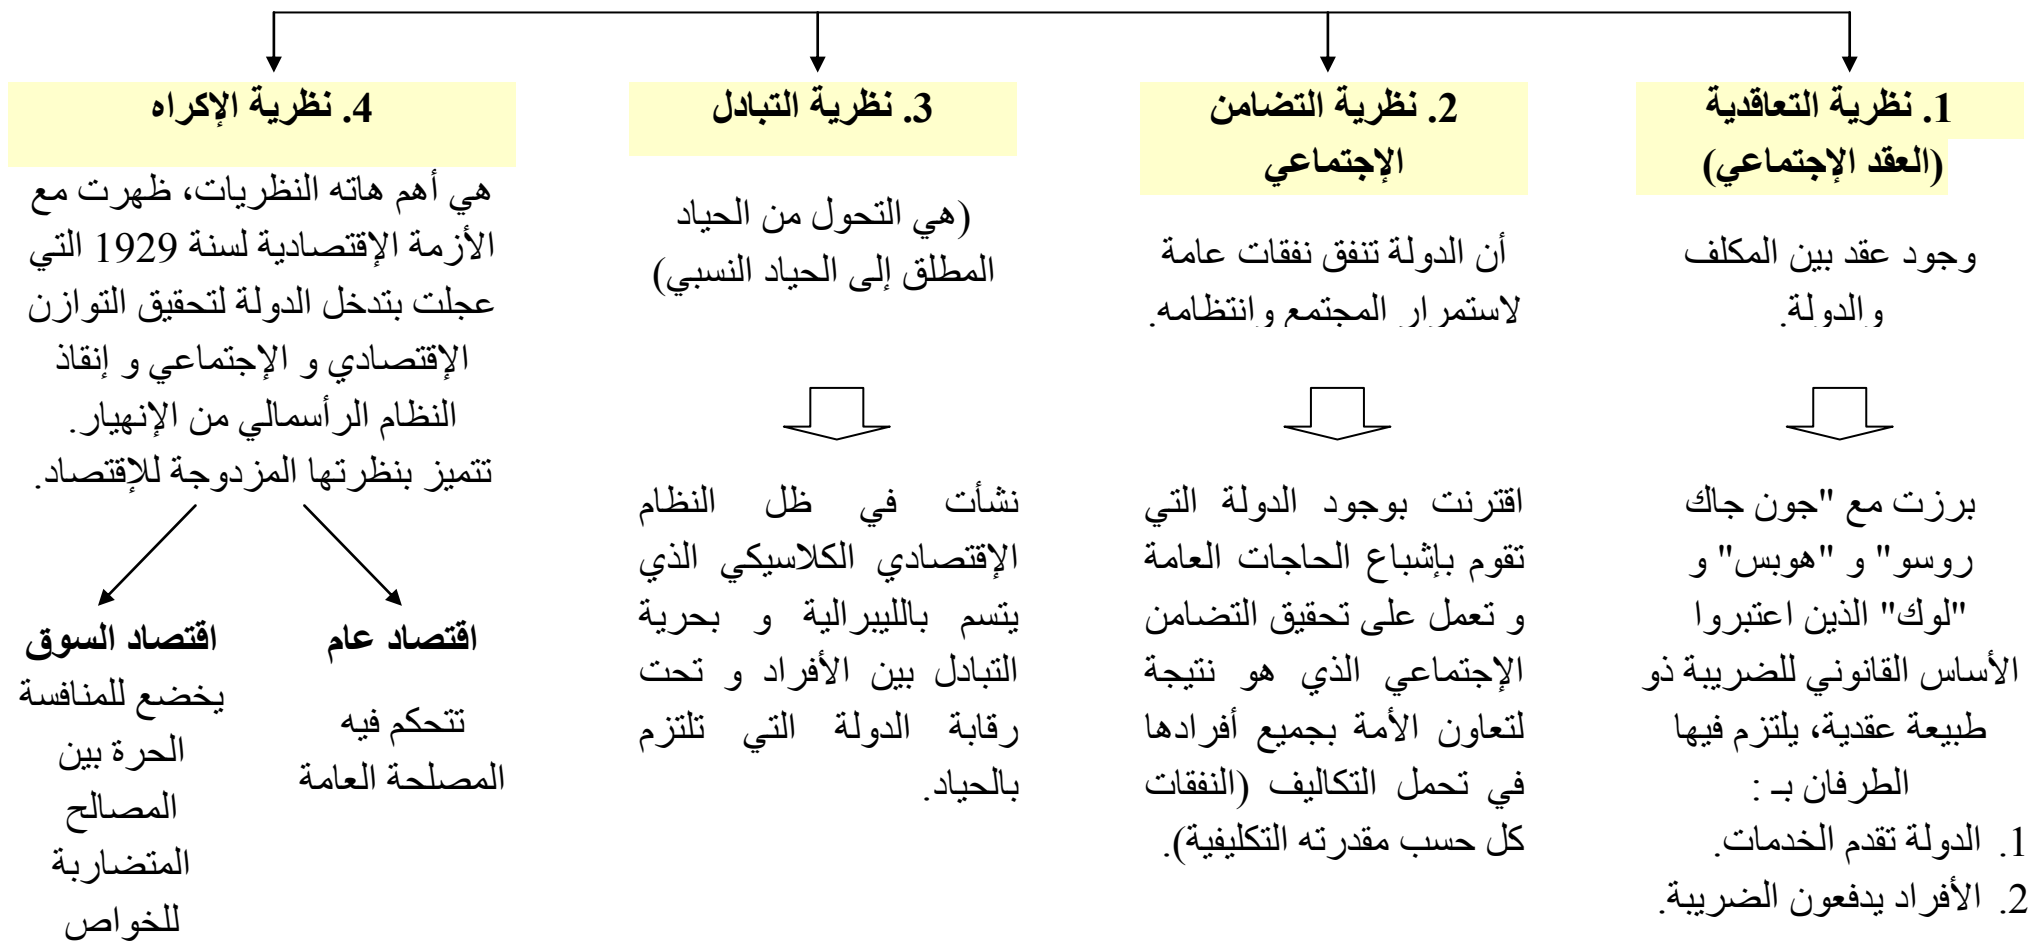 1. نظرية التعاقدية
(العقد الإجتماعي)
وجود عقد بين المكلف
والدولة.
برزت مع "جون جاك
روسو" و "هوبس" و
"لوك" الذين اعتبروا
الأساس القانوني للضريبة ذو
طبيعة عقدية، يلتزم فيها
الطرفان بـ :
1. الدولة تقدم الخدمات.
2. الأفراد يدفعون الضريبة.
2. نظرية التضامن
الإجتماعي
أن الدولة تنفق نفقات عامة
لاستمرار المجتمع وانتظامه.
اقترنت بوجود الدولة التي
تقوم بإشباع الحاجات العامة
و تعمل على تحقيق التضامن
الإجتماعي الذي هو نتيجة
لتعاون الأمة بجميع أفرادها
في تحمل التكاليف (النفقات
كل حسب مقدرته التكليفية).
3. نظرية التبادل
(هي التحول من الحياد
المطلق إلى الحياد النسبي)
نشأت في ظل النظام
الإقتصادي الكلاسيكي الذي
يتسم بالليبرالية و بحرية
التبادل بين الأفراد و تحت
رقابة الدولة التي تلتزم
بالحياد.
4. نظرية الإكراه
هي أهم هاته النظريات، ظهرت مع
الأزمة الإقتصادية لسنة 1929 التي
عجلت بتدخل الدولة لتحقيق التوازن
الإقتصادي و الإجتماعي و إنقاذ
النظام الرأسمالي من الإنهيار.
تتميز بنظرتها المزدوجة للإقتصاد.
اقتصاد عام
تتحكم فيه
المصلحة العامة
اقتصاد السوق
يخضع للمنافسة
الحرة بين
المصالح
المتضاربة
للخواص